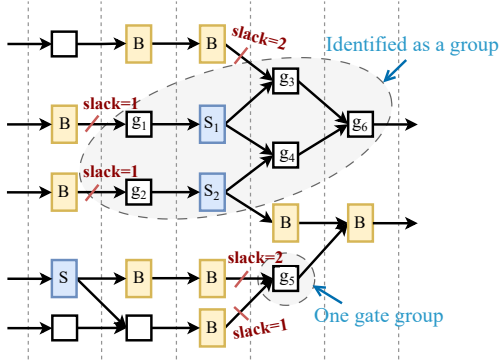 B B slack=2
Identified as a group
g3
B slack=1 g1 S1 g6
g4
B slack=1 g2 S2
B B
S B B slack=2 g5
B slack=1
One gate group